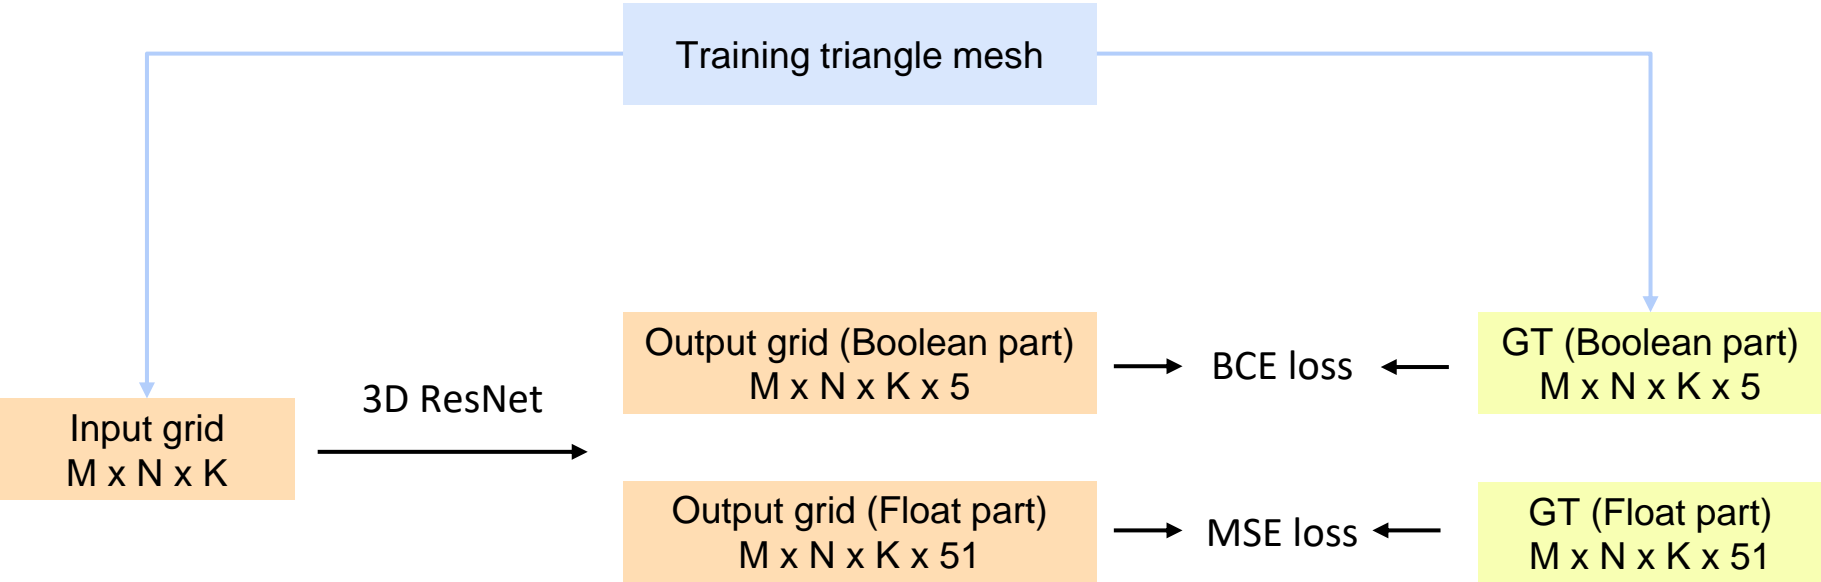 Training triangle mesh
Input grid
M x N x K
3D ResNet
Output grid (Boolean part)
M x N x K x 5
BCE loss
GT (Boolean part)
M x N x K x 5
Output grid (Float part)
M x N x K x 51
MSE loss
GT (Float part)
M x N x K x 51